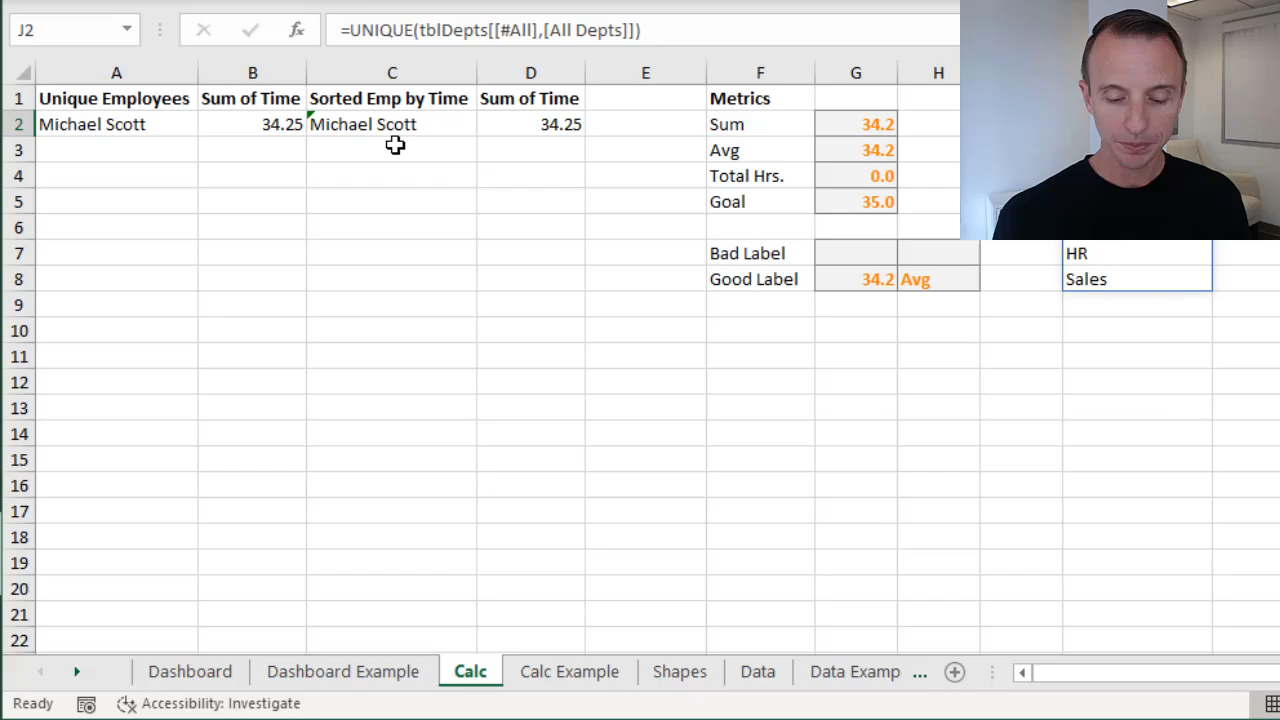 J2 =UNIQUE(tblDepts[[#All],[All Depts]])
A B C D E F G H
1 Unique Employees Sum of Time Sorted Emp by Time Sum of Time Metrics
2 Michael Scott 34.25 Michael Scott 34.25 Sum 34.2
3 Avg 34.2
4 Total Hrs. 0.0
5 Goal 35.0
6
7 Bad Label HR
8 Good Label 34.2 Avg Sales
9
10
11
12
13
14
15
16
17
18
19
20
21
22
Dashboard Dashboard Example Calc Calc Example Shapes Data Data Examp ...
Ready Accessibility: Investigate